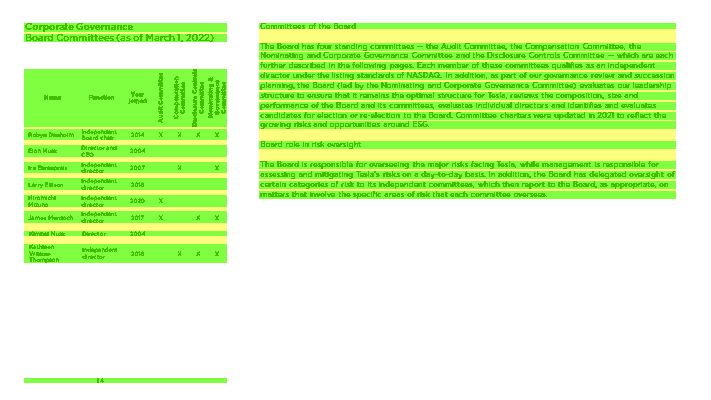 Corporate Governance
Board Committees (as of March 1, 2022)
Name Function Year joined Audit Committee Compensation Committee Disclosure Controls Committee Nominating & Governance Committee
Robyn Denholm Independent Board chair 2014 X X X X
Elon Musk Director and CEO 2004
Ira Ehrenpreis Independent director 2007 X X
Larry Ellison Independent director 2018
Hiromichi Mizuno Independent director 2020 X
James Murdoch Independent director 2017 X X X
Kimbal Musk Director 2004
Kathleen Wilson-Thompson Independent director 2018 X X X
14
Committees of the Board
The Board has four standing committees — the Audit Committee, the Compensation Committee, the
Nominating and Corporate Governance Committee and the Disclosure Controls Committee — which are each
further described in the following pages. Each member of these committees qualifies as an independent
director under the listing standards of NASDAQ. In addition, as part of our governance review and succession
planning, the Board (led by the Nominating and Corporate Governance Committee) evaluates our leadership
structure to ensure that it remains the optimal structure for Tesla, reviews the composition, size and
performance of the Board and its committees, evaluates individual directors and identifies and evaluates
candidates for election or re-election to the Board. Committee charters were updated in 2021 to reflect the
growing risks and opportunities around ESG.
Board role in risk oversight
The Board is responsible for overseeing the major risks facing Tesla, while management is responsible for
assessing and mitigating Tesla's risks on a day-to-day basis. In addition, the Board has delegated oversight of
certain categories of risk to its independent committees, which then report to the Board, as appropriate, on
matters that involve the specific areas of risk that each committee oversees.